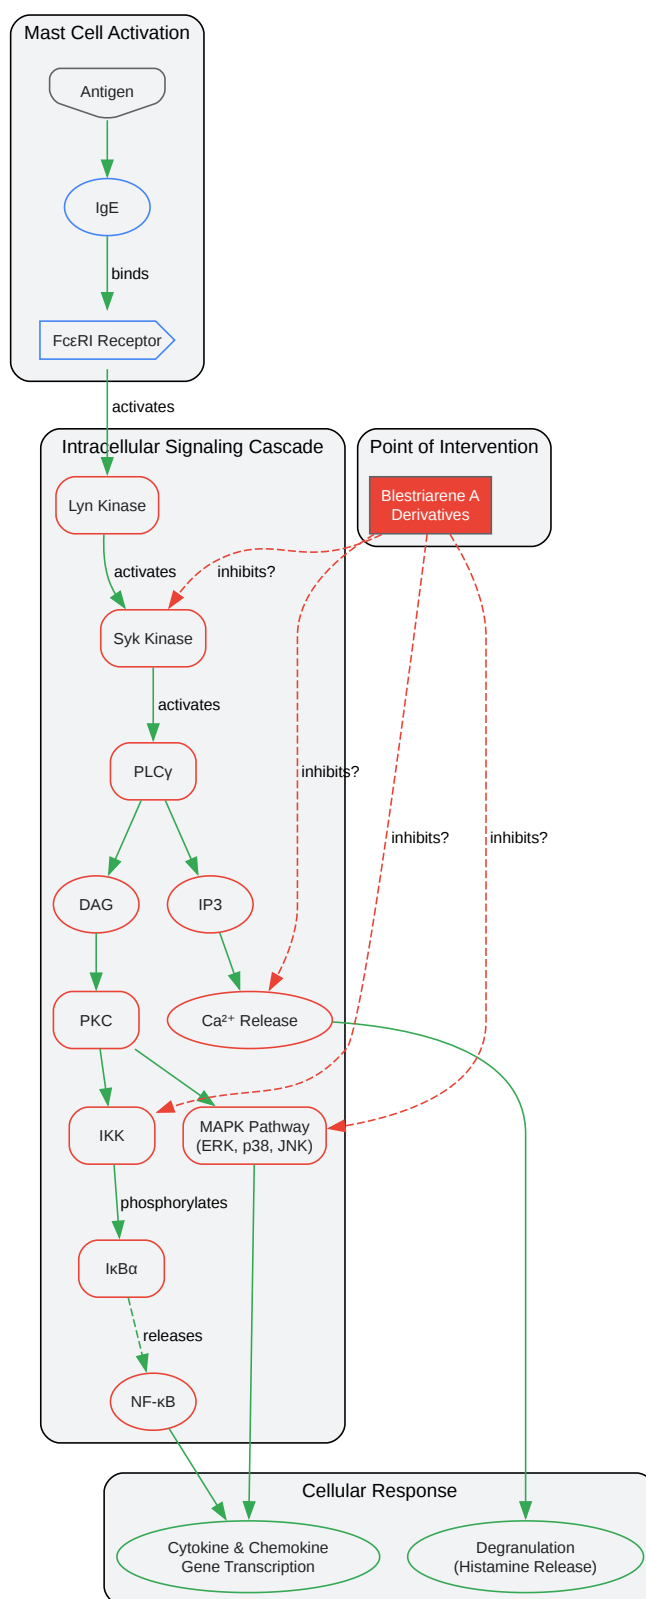 Mast Cell Activation
Antigen
IgE
binds
FcεRI Receptor
activates
Intracellular Signaling Cascade
Point of Intervention
Lyn Kinase
Blestriarene A
Derivatives
activates
inhibits?
Syk Kinase
activates
PLCγ
inhibits?
inhibits?
inhibits?
DAG
IP3
PKC
Ca²⁺ Release
IKK
MAPK Pathway
(ERK, p38, JNK)
phosphorylates
IκBα
releases
NF-κB
Cellular Response
Cytokine & Chemokine
Gene Transcription
Degranulation
(Histamine Release)